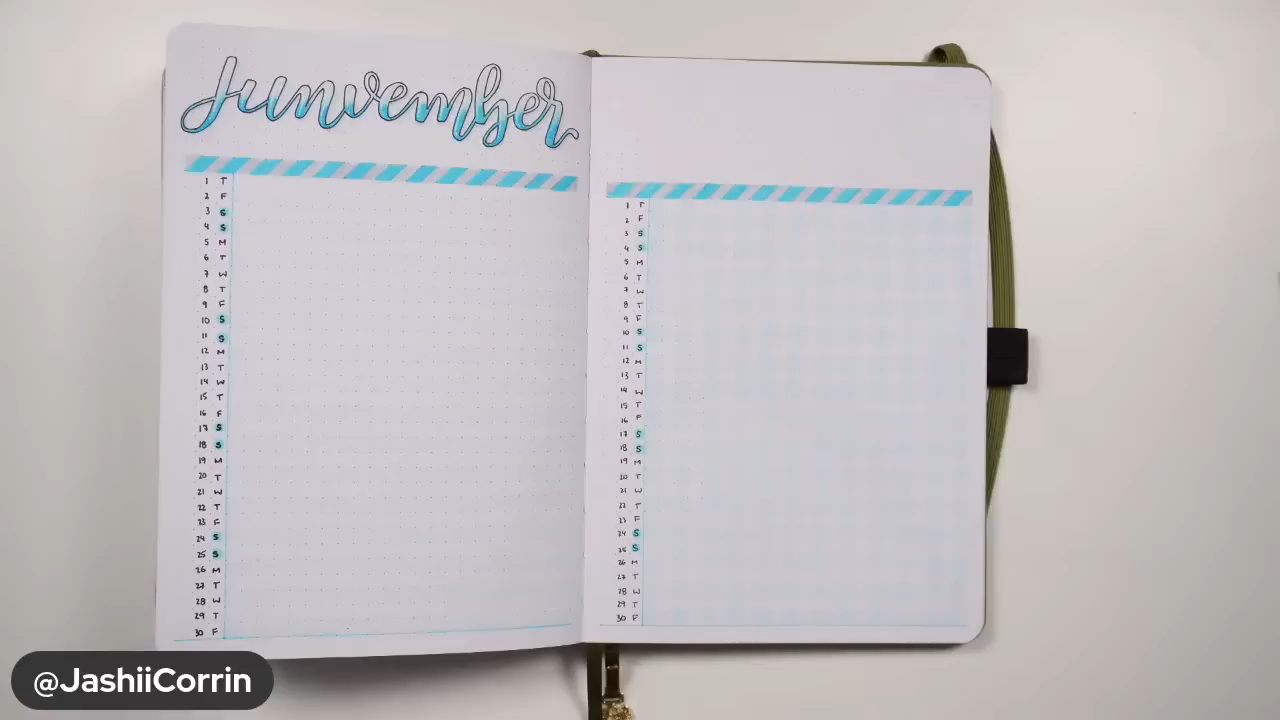 Junvember
1 T
2 F
3 S
4 S
5 M
6 T
7 W
8 T
9 F
10 S
11 S
12 M
13 T
14 W
15 T
16 F
17 S
18 S
19 M
20 T
21 W
22 T
23 F
24 S
25 S
26 M
27 T
28 W
29 T
30 F
1 T
2 F
3 S
4 S
5 M
6 T
7 W
8 T
9 F
10 S
11 S
12 M
13 T
14 W
15 T
16 F
17 S
18 S
19 M
20 T
21 W
22 T
23 F
24 S
25 S
26 M
27 T
28 W
29 T
30 F
@JashiiCorrin